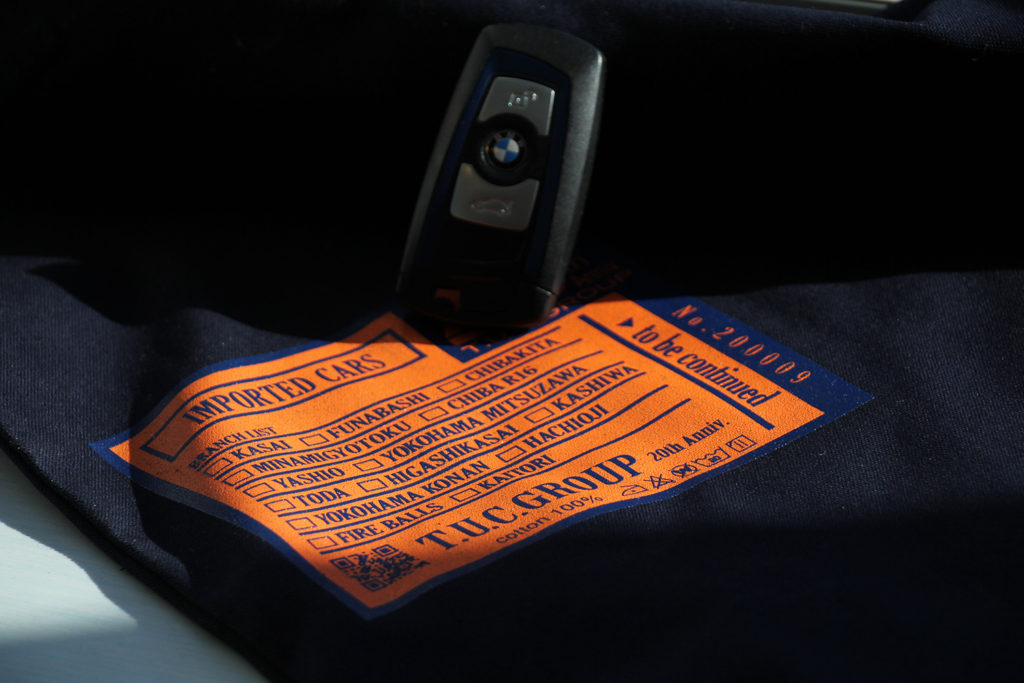 IMPORTED CARS
BRANCH LIST
KASAI FUNABASHI CHIBAKITA
MINAMIGYOTOKU CHIBA R16
YASHIO YOKOHAMA MITSUZAWA
TODA HIGASHIKASAI KASHIWA
YOKOHAMA KONAN HACHIOJI
FIRE BALLS KAITORI
T.U.C.GROUP 20th Anniv.
cotton 100%
▶ to be continued
No.200009